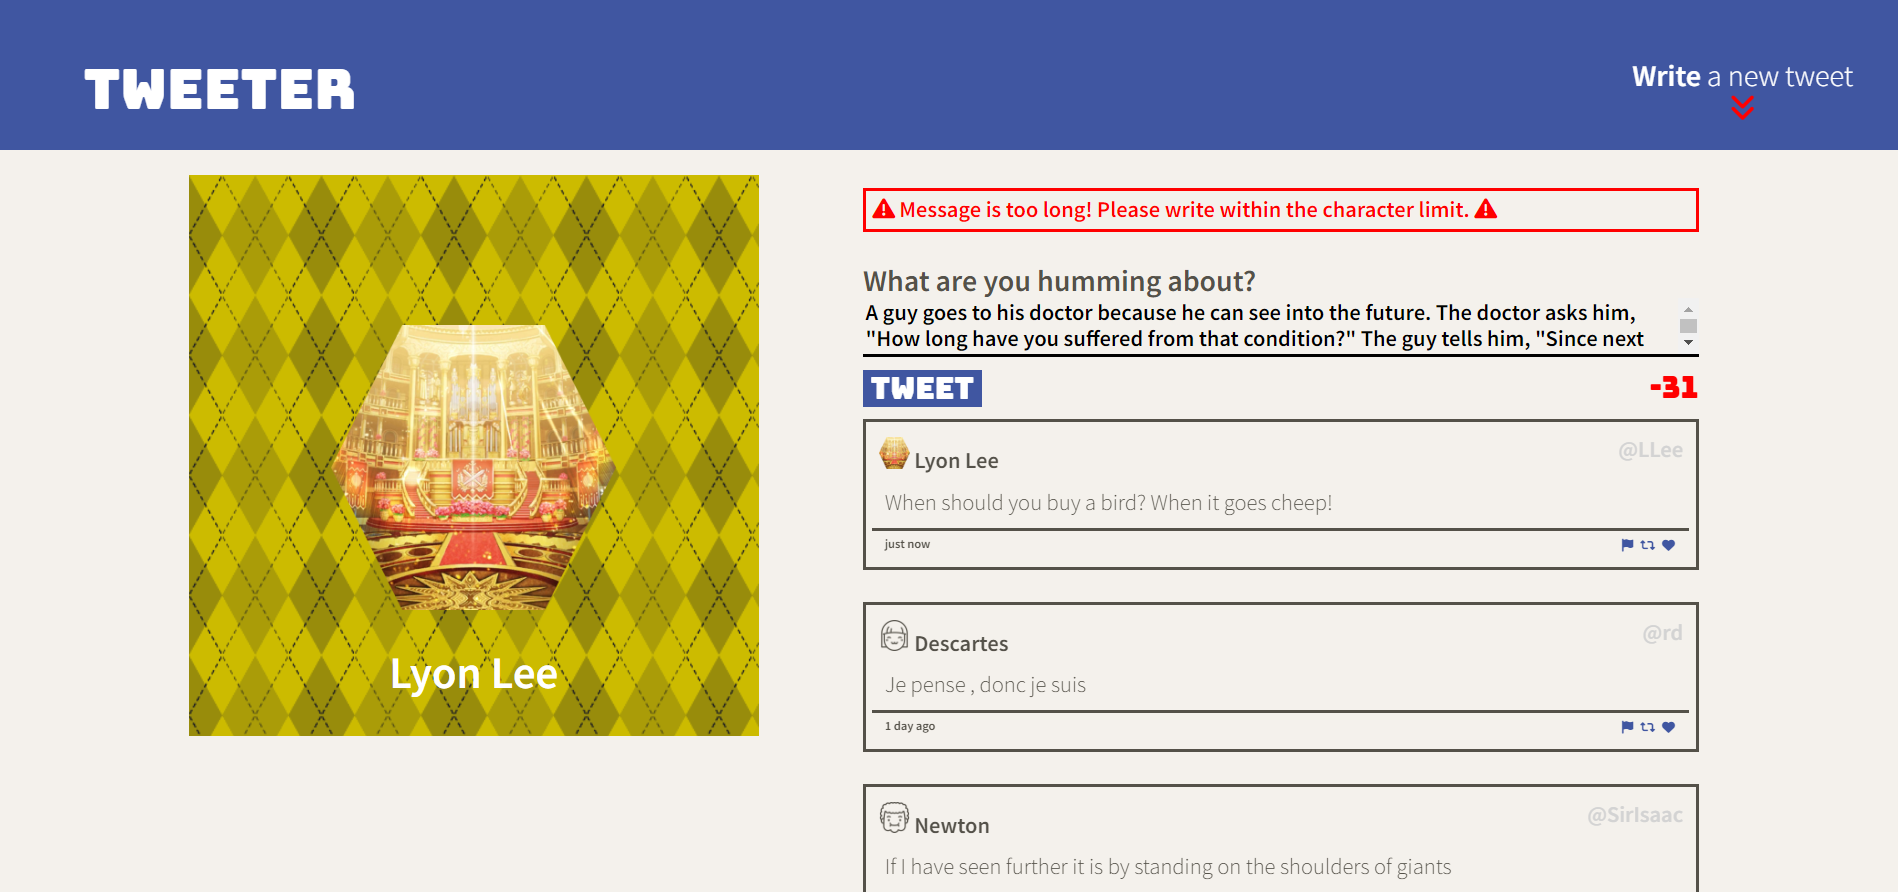 TWEETER
Write a new tweet
Lyon Lee
Message is too long! Please write within the character limit.
What are you humming about?
A guy goes to his doctor because he can see into the future. The doctor asks him,
"How long have you suffered from that condition?" The guy tells him, "Since next
TWEET
-31
Lyon Lee
@LLee
When should you buy a bird? When it goes cheep!
just now
Descartes
@rd
Je pense , donc je suis
1 day ago
Newton
@SirIsaac
If I have seen further it is by standing on the shoulders of giants